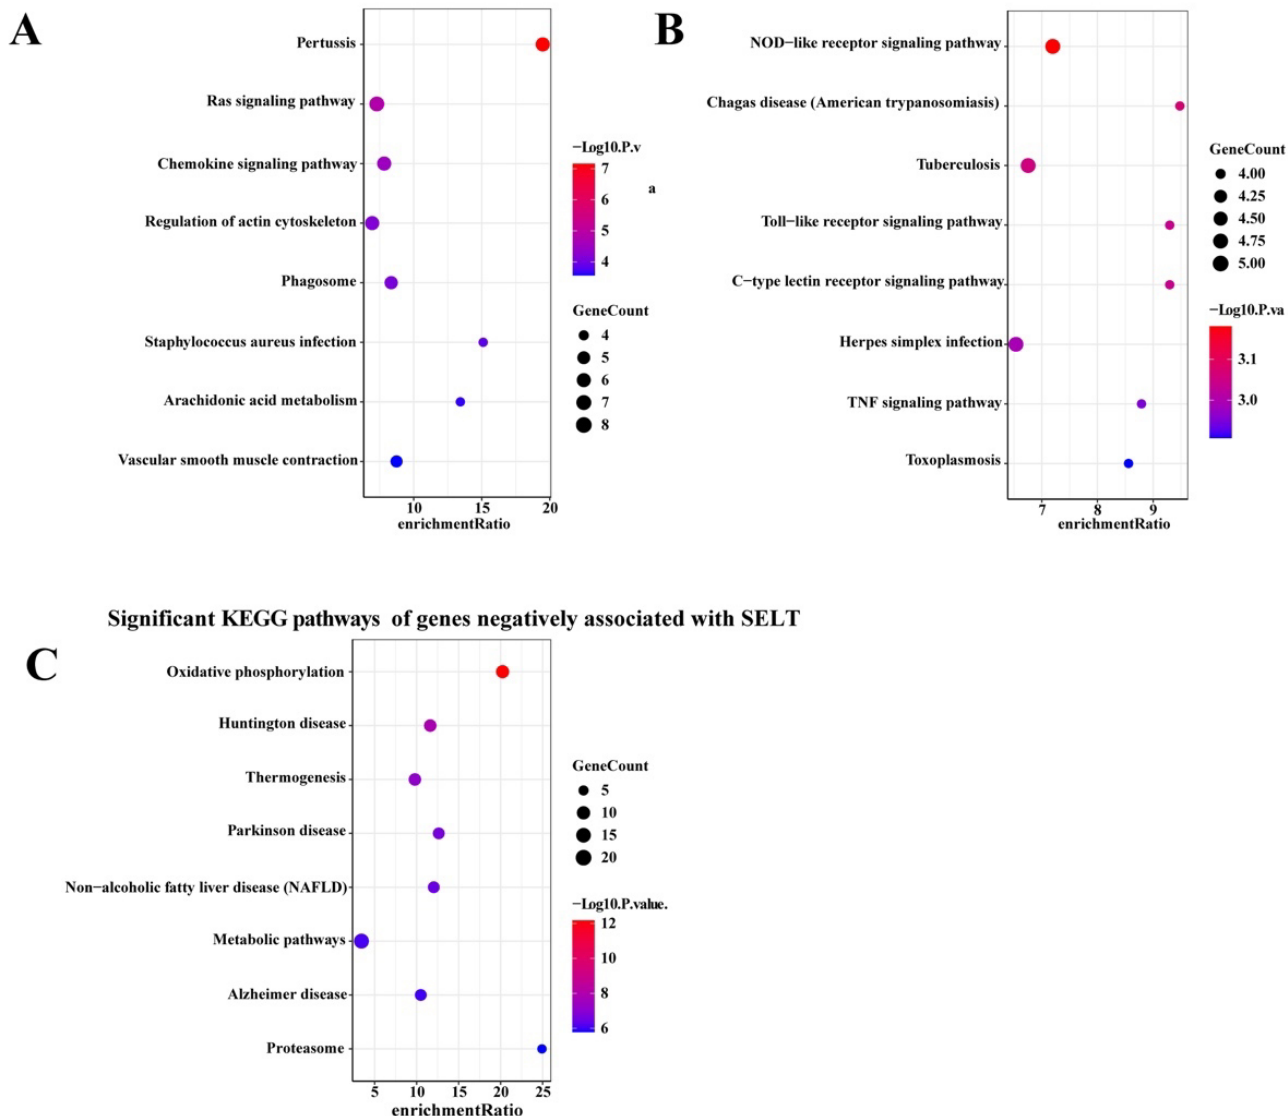 A
Pertussis
Ras signaling pathway
Chemokine signaling pathway
Regulation of actin cytoskeleton
Phagosome
Staphylococcus aureus infection
Arachidonic acid metabolism
Vascular smooth muscle contraction
10 15 20
enrichmentRatio
−Log10.P.v
a
7
6
5
4
GeneCount
4
5
6
7
8
B
NOD−like receptor signaling pathway
Chagas disease (American trypanosomiasis)
Tuberculosis
Toll−like receptor signaling pathway
C−type lectin receptor signaling pathway
Herpes simplex infection
TNF signaling pathway
Toxoplasmosis
7 8 9
enrichmentRatio
GeneCount
4.00
4.25
4.50
4.75
5.00
−Log10.P.va
3.1
3.0
Significant KEGG pathways of genes negatively associated with SELT
C
Oxidative phosphorylation
Huntington disease
Thermogenesis
Parkinson disease
Non−alcoholic fatty liver disease (NAFLD)
Metabolic pathways
Alzheimer disease
Proteasome
5 10 15 20 25
enrichmentRatio
GeneCount
5
10
15
20
−Log10.P.value.
12
10
8
6